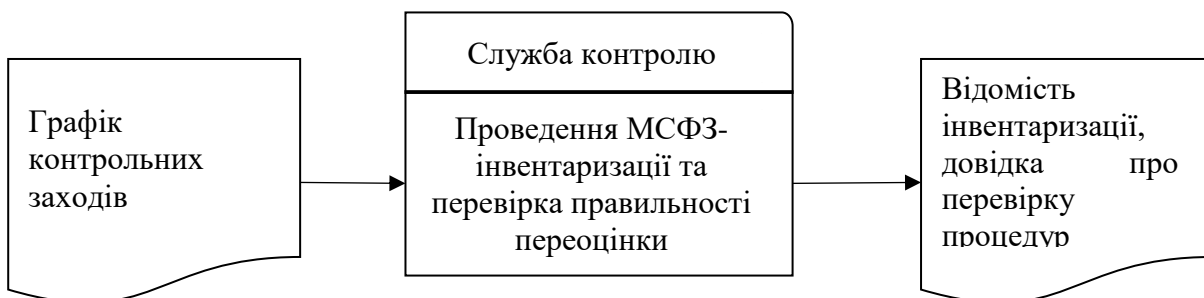 Графік
контрольних
заходів
Служба контролю
Проведення МСФЗ-
інвентаризації та
перевірка правильності
переоцінки
Відомість
інвентаризації,
довідка про
перевірку
процедур